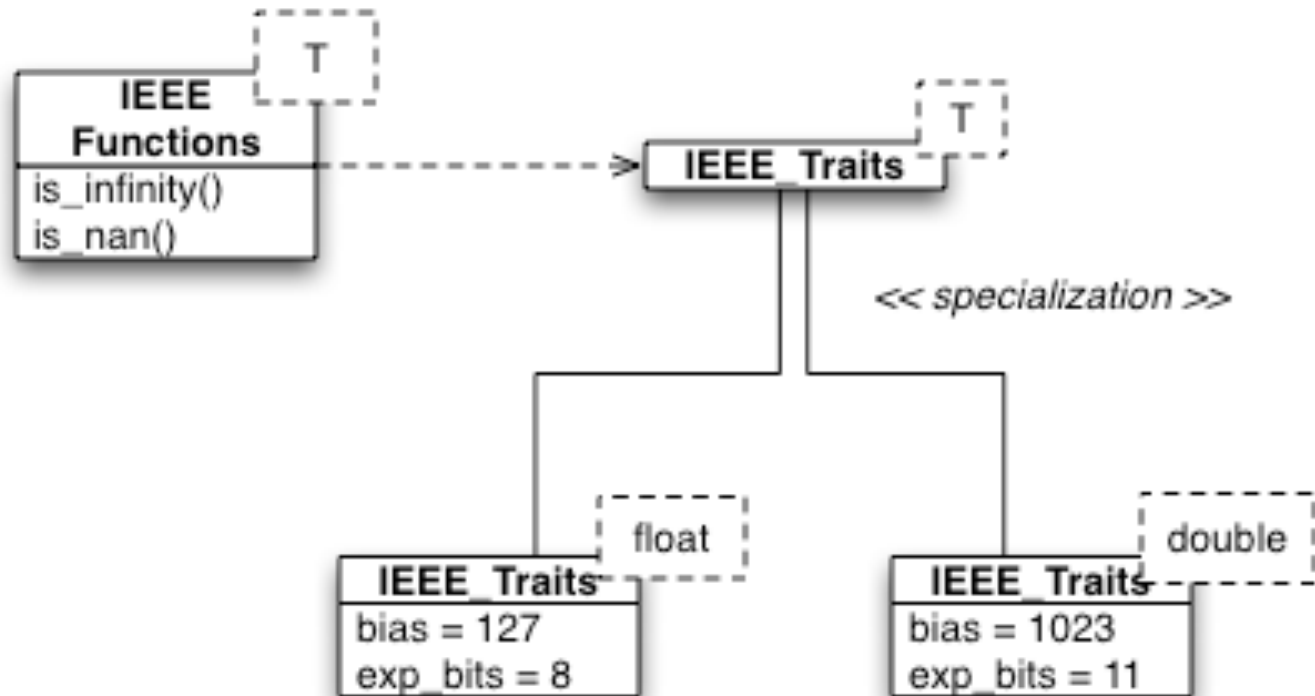 T
IEEE
Functions
is_infinity()
is_nan()
T
IEEE_Traits
<< specialization >>
float
IEEE_Traits
bias = 127
exp_bits = 8
double
IEEE_Traits
bias = 1023
exp_bits = 11